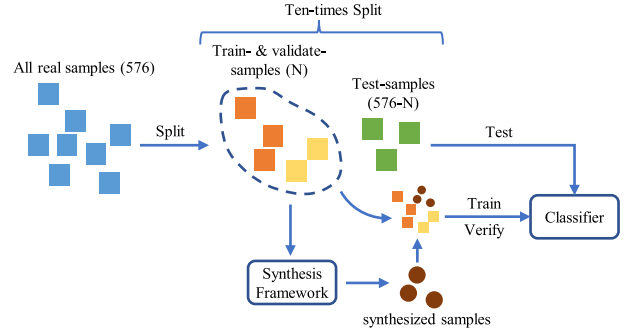 Ten-times Split
All real samples (576)
Train- & validate-
samples (N)
Test-samples
(576-N)
Split
Test
Train
Verify
Classifier
Synthesis
Framework
synthesized samples